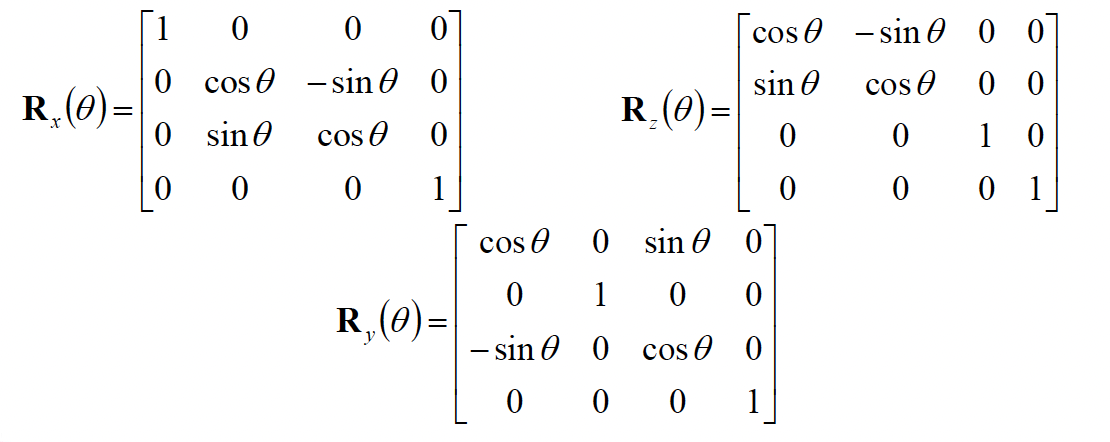 R_x(θ) = [1 0 0 0
0 cosθ −sinθ 0
0 sinθ cosθ 0
0 0 0 1]
R_z(θ) = [cosθ −sinθ 0 0
sinθ cosθ 0 0
0 0 1 0
0 0 0 1]
R_y(θ) = [cosθ 0 sinθ 0
0 1 0 0
−sinθ 0 cosθ 0
0 0 0 1]